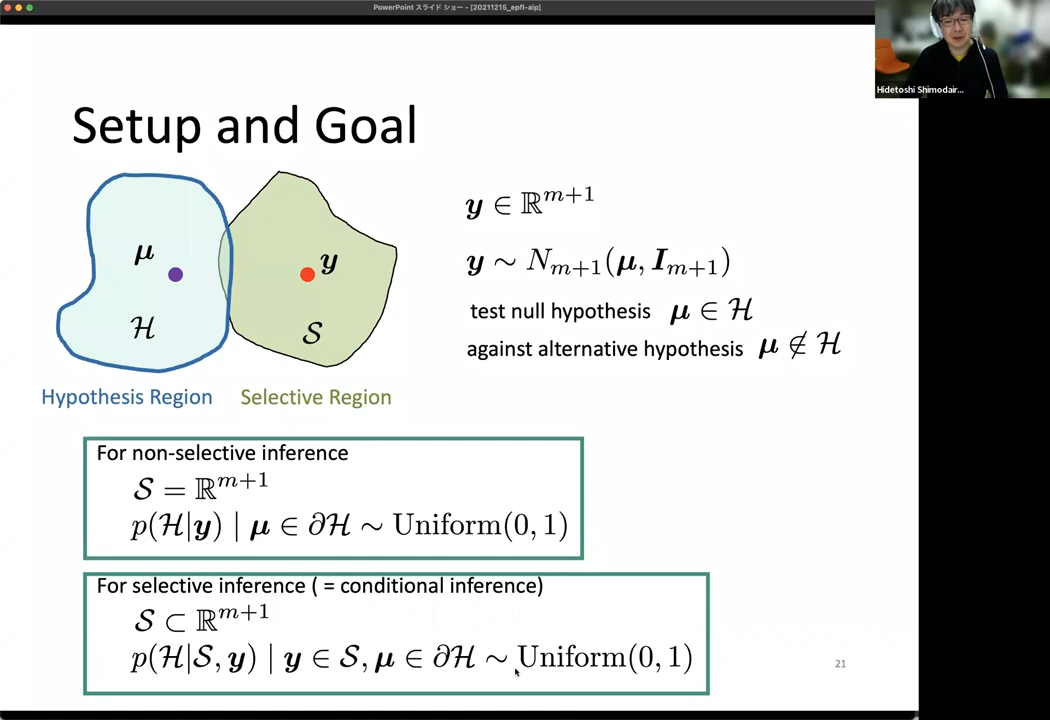 PowerPoint スライド ショー - [20211215_epfl-aip]
Hidetoshi Shimodair...
Setup and Goal
μ
y
H
S
Hypothesis Region
Selective Region
y ∈ ℝ^{m+1}
y ∼ N_{m+1}(μ, I_{m+1})
test null hypothesis μ ∈ H
against alternative hypothesis μ ∉ H
For non-selective inference
S = ℝ^{m+1}
p(H|y) | μ ∈ ∂H ∼ Uniform(0, 1)
For selective inference ( = conditional inference)
S ⊂ ℝ^{m+1}
p(H|S, y) | y ∈ S, μ ∈ ∂H ∼ Uniform(0, 1)
21